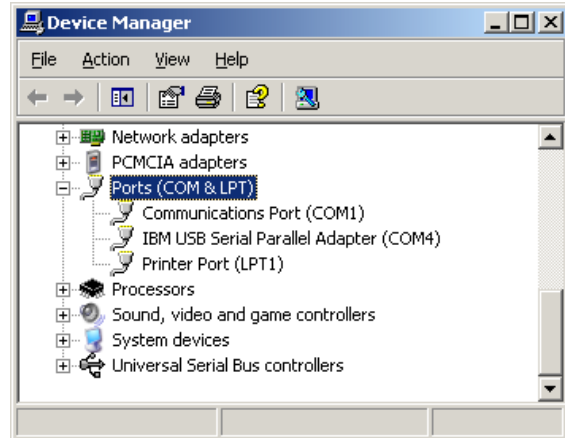 Device Manager
File Action View Help
Network adapters
PCMCIA adapters
Ports (COM & LPT)
Communications Port (COM1)
IBM USB Serial Parallel Adapter (COM4)
Printer Port (LPT1)
Processors
Sound, video and game controllers
System devices
Universal Serial Bus controllers